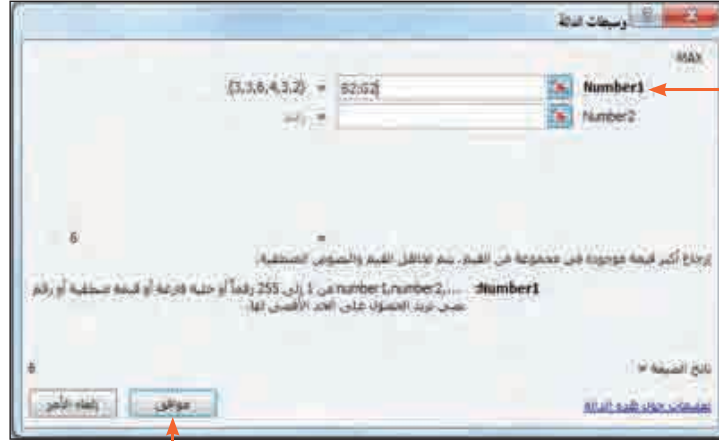 وسيطات الدالة
MAX
Number1 B2:G2 = {3,3,6,4,3,2}
Number2 = رقم
= 6
إرجاع أكبر قيمة موجودة في مجموعة من القيم. يتم تجاهل القيم والنصوص المنطقية.
Number1: number1,number2,... من 1 إلى 255 رقماً أو خلية فارغة أو قيمة منطقية أو رقم
نصي تريد الحصول على الحد الأقصى لها.
ناتج الصيغة = 6
تعليمات حول هذه الدالة
موافق
إلغاء الأمر